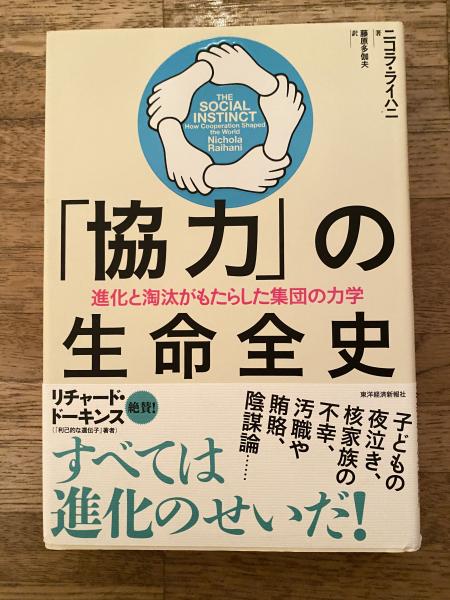 ニコラ・ライハニ 著
藤原多伽夫 訳
THE
SOCIAL
INSTINCT
How Cooperation Shaped
the World
Nichola
Raihani
「協力」の
進化と淘汰がもたらした集団の力学
生命全史
東洋経済新報社
リチャード・
ドーキンス
(『利己的な遺伝子』著者)
絶賛!
子どもの
夜泣き、
核家族の
不幸、
汚職や
賄賂、
陰謀論……
すべては
進化のせいだ!